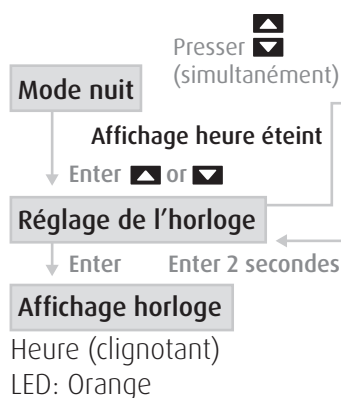 Presser
(simultanément)
Mode nuit
Affichage heure éteint
Enter or
Réglage de l'horloge
Enter Enter 2 secondes
Affichage horloge
Heure (clignotant)
LED: Orange